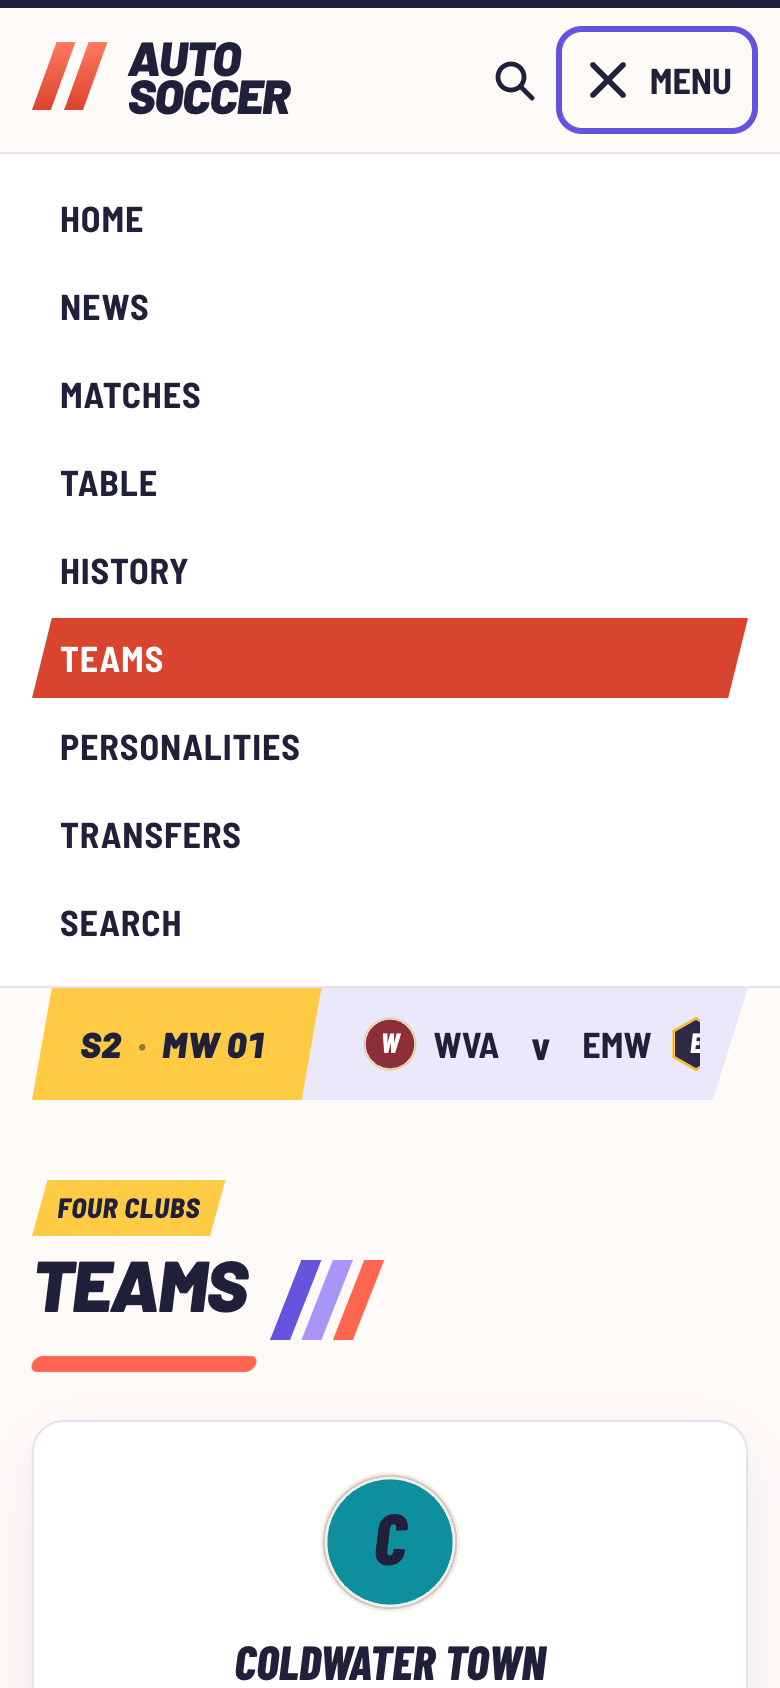 AUTO
SOCCER
MENU
HOME
NEWS
MATCHES
TABLE
HISTORY
TEAMS
PERSONALITIES
TRANSFERS
SEARCH
S2 · MW 01
W WVA v EMW E
FOUR CLUBS
TEAMS
C
COLDWATER TOWN